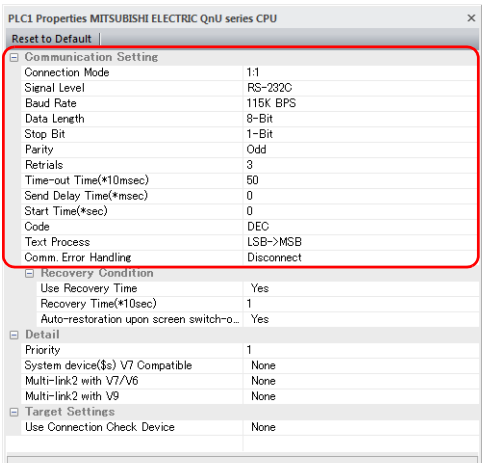 PLC1 Properties MITSUBISHI ELECTRIC QnU series CPU
Reset to Default
Communication Setting
Connection Mode 1:1
Signal Level RS-232C
Baud Rate 115K BPS
Data Length 8-Bit
Stop Bit 1-Bit
Parity Odd
Retrials 3
Time-out Time(*10msec) 50
Send Delay Time(*msec) 0
Start Time(*sec) 0
Code DEC
Text Process LSB->MSB
Comm. Error Handling Disconnect
Recovery Condition
Use Recovery Time Yes
Recovery Time(*10sec) 1
Auto-restoration upon screen switch-o... Yes
Detail
Priority 1
System device($s) V7 Compatible None
Multi-link2 with V7/V6 None
Multi-link2 with V9 None
Target Settings
Use Connection Check Device None